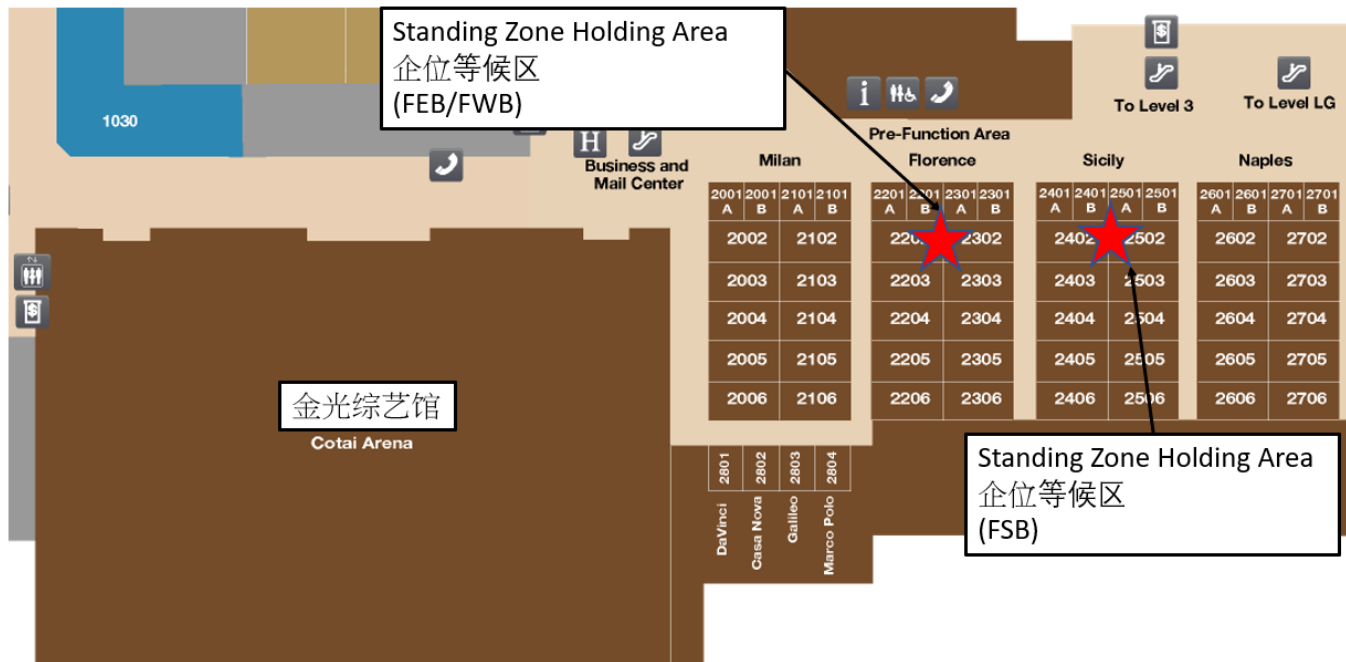 Standing Zone Holding Area
企位等候区
(FEB/FWB)
1030
H
Business and
Mail Center
i
Pre-Function Area
$
To Level 3
To Level LG
Milan
Florence
Sicily
Naples
2001 A 2001 B 2101 A 2101 B
2201 A 2201 B 2301 A 2301 B
2401 A 2401 B 2501 A 2501 B
2601 A 2601 B 2701 A 2701 B
2002 2102 2302 2402 2502 2602 2702
2003 2103 2203 2303 2403 2503 2603 2703
2004 2104 2204 2304 2404 2504 2604 2704
2005 2105 2205 2305 2405 2505 2605 2705
2006 2106 2206 2306 2406 2506 2606 2706
$
金光综艺馆
Cotai Arena
2801 2802 2803 2804
DaVinci
Casa Nova
Galileo
Marco Polo
Standing Zone Holding Area
企位等候区
(FSB)